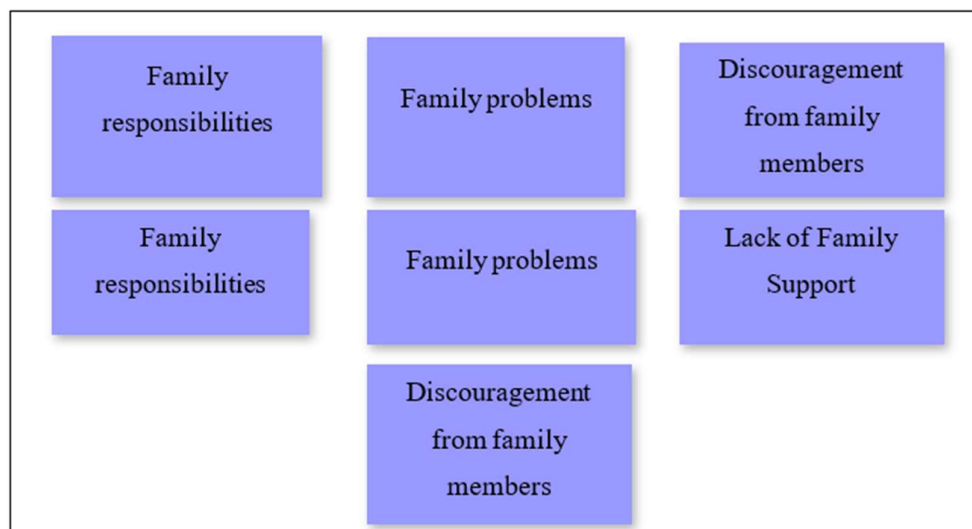 Family
responsibilities
Family problems
Discouragement
from family
members
Family
responsibilities
Family problems
Lack of Family
Support
Discouragement
from family
members